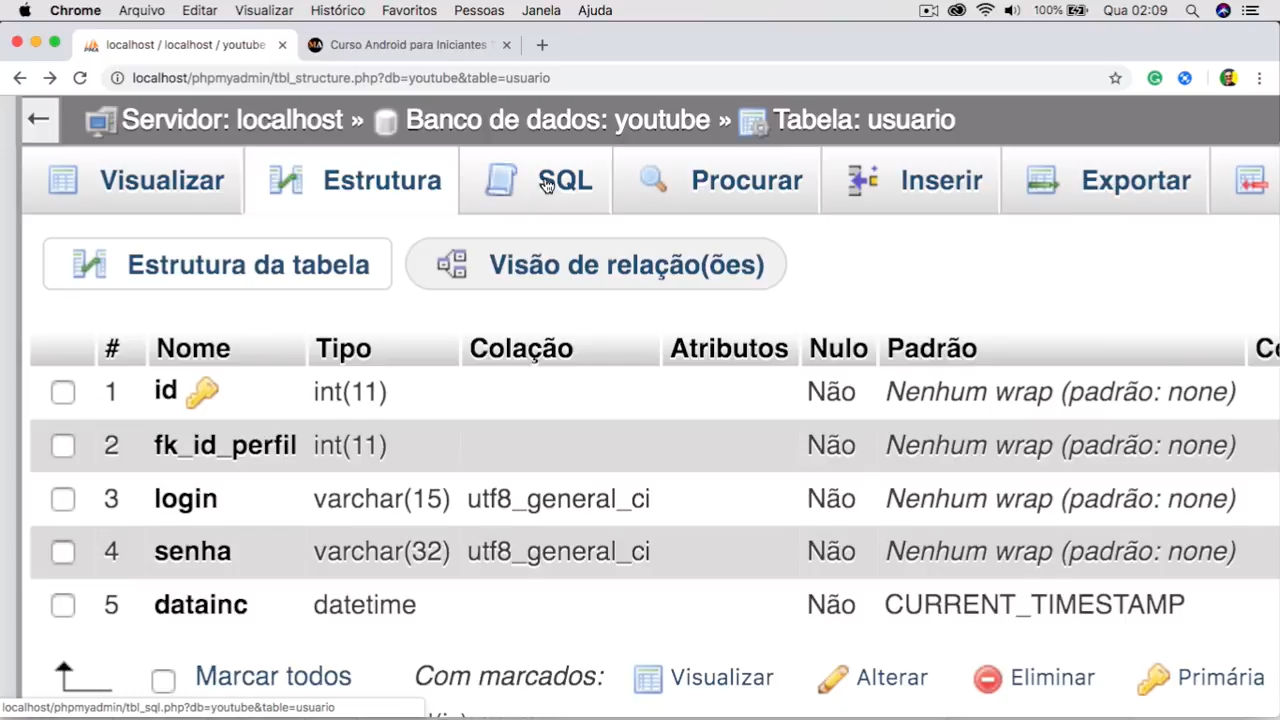 Chrome Arquivo Editar Visualizar Histórico Favoritos Pessoas Janela Ajuda 100% Qua 02:09
localhost / localhost / youtube Curso Android para Iniciantes
localhost/phpmyadmin/tbl_structure.php?db=youtube&table=usuario
Servidor: localhost » Banco de dados: youtube » Tabela: usuario
Visualizar Estrutura SQL Procurar Inserir Exportar
Estrutura da tabela Visão de relação(ões)
# Nome Tipo Colação Atributos Nulo Padrão Co
1 id int(11) Não Nenhum wrap (padrão: none)
2 fk_id_perfil int(11) Não Nenhum wrap (padrão: none)
3 login varchar(15) utf8_general_ci Não Nenhum wrap (padrão: none)
4 senha varchar(32) utf8_general_ci Não Nenhum wrap (padrão: none)
5 datainc datetime Não CURRENT_TIMESTAMP
Marcar todos Com marcados: Visualizar Alterar Eliminar Primária
localhost/phpmyadmin/tbl_sql.php?db=youtube&table=usuario